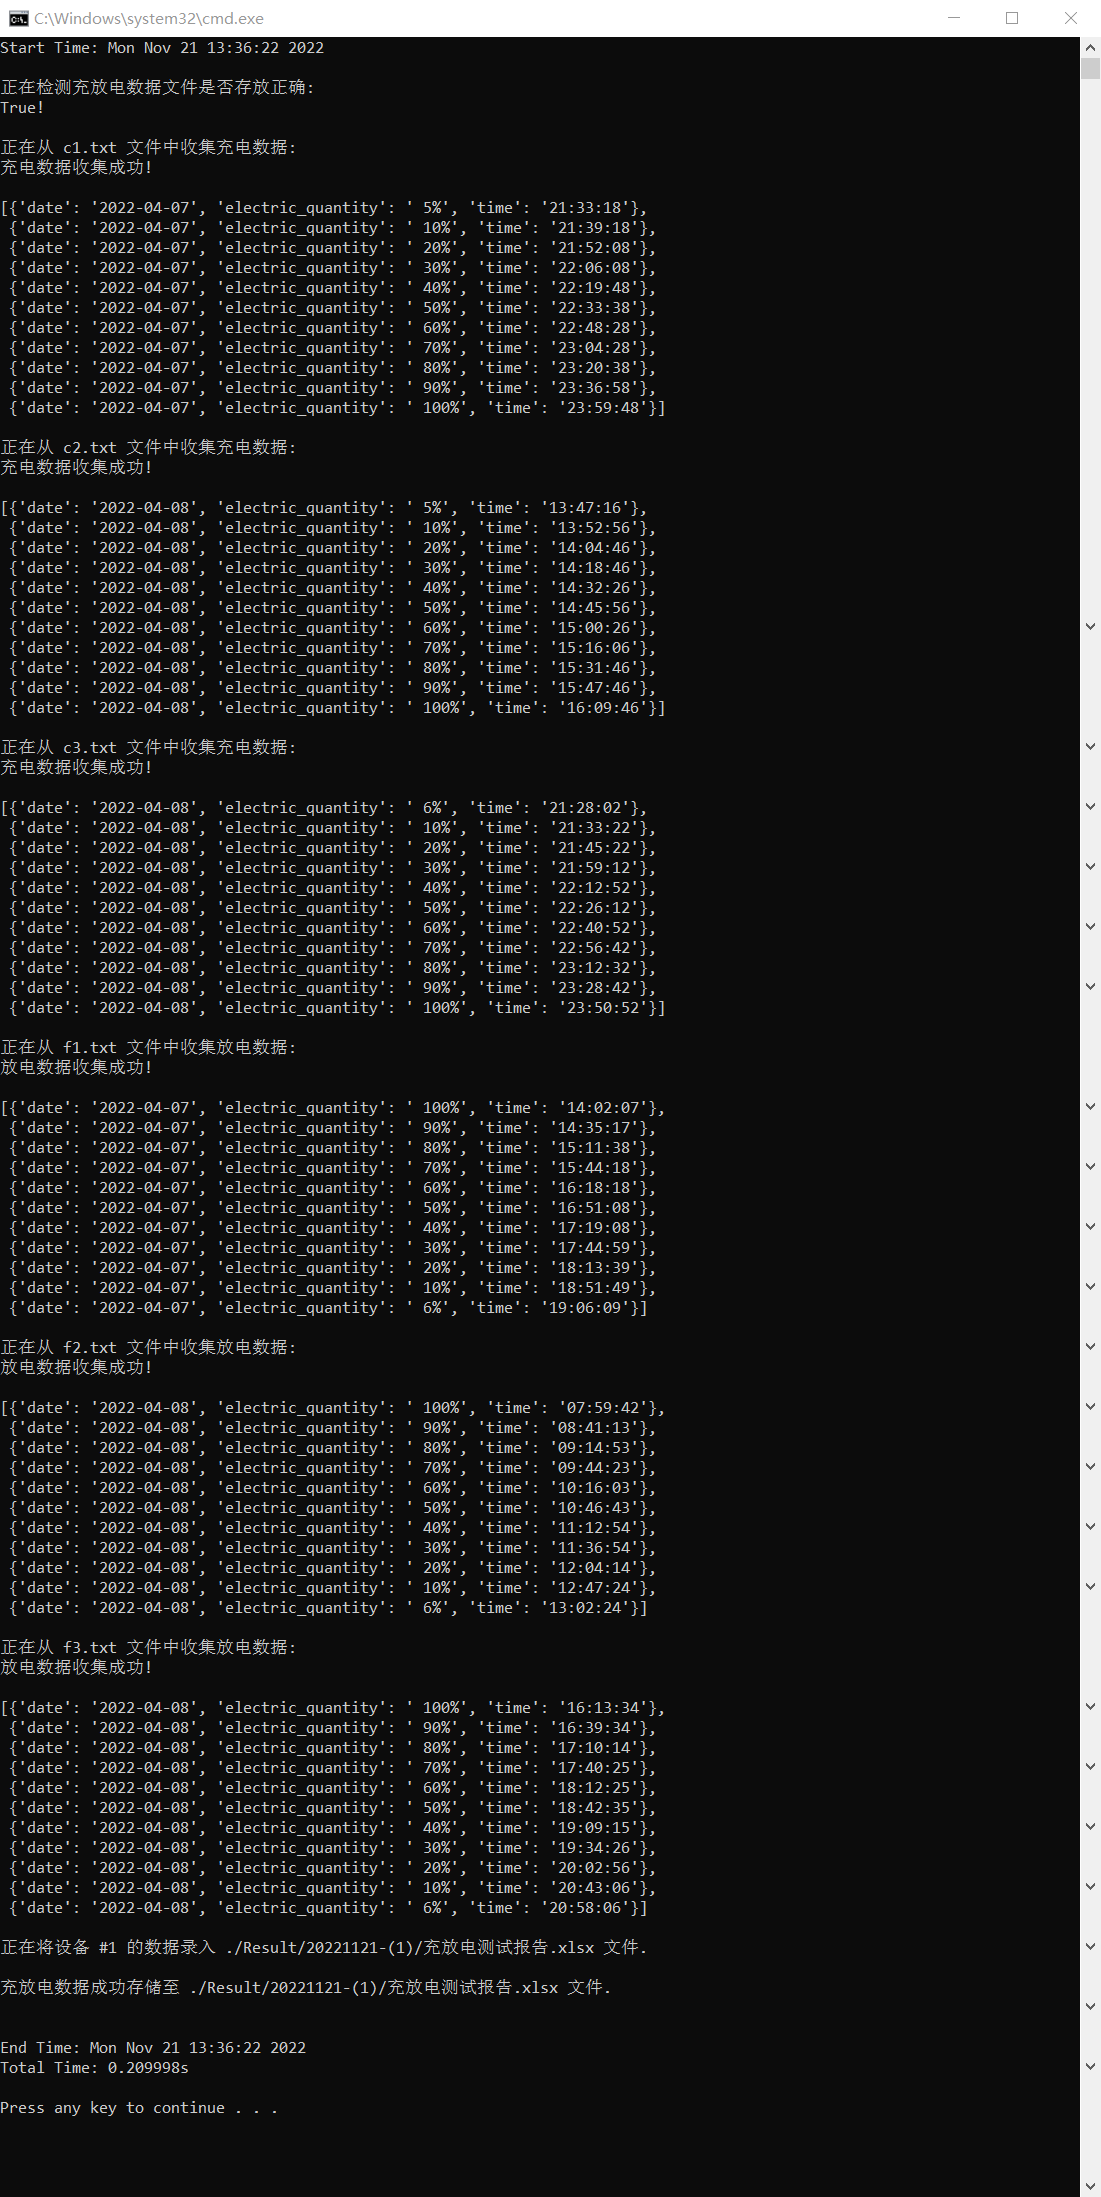 C:\Windows\system32\cmd.exe
Start Time: Mon Nov 21 13:36:22 2022
正在检测充放电数据文件是否存放正确:
True!
正在从 c1.txt 文件中收集充电数据:
充电数据收集成功!
[{'date': '2022-04-07', 'electric_quantity': ' 5%', 'time': '21:33:18'},
{'date': '2022-04-07', 'electric_quantity': ' 10%', 'time': '21:39:18'},
{'date': '2022-04-07', 'electric_quantity': ' 20%', 'time': '21:52:08'},
{'date': '2022-04-07', 'electric_quantity': ' 30%', 'time': '22:06:08'},
{'date': '2022-04-07', 'electric_quantity': ' 40%', 'time': '22:19:48'},
{'date': '2022-04-07', 'electric_quantity': ' 50%', 'time': '22:33:38'},
{'date': '2022-04-07', 'electric_quantity': ' 60%', 'time': '22:48:28'},
{'date': '2022-04-07', 'electric_quantity': ' 70%', 'time': '23:04:28'},
{'date': '2022-04-07', 'electric_quantity': ' 80%', 'time': '23:20:38'},
{'date': '2022-04-07', 'electric_quantity': ' 90%', 'time': '23:36:58'},
{'date': '2022-04-07', 'electric_quantity': ' 100%', 'time': '23:59:48'}]
正在从 c2.txt 文件中收集充电数据:
充电数据收集成功!
[{'date': '2022-04-08', 'electric_quantity': ' 5%', 'time': '13:47:16'},
{'date': '2022-04-08', 'electric_quantity': ' 10%', 'time': '13:52:56'},
{'date': '2022-04-08', 'electric_quantity': ' 20%', 'time': '14:04:46'},
{'date': '2022-04-08', 'electric_quantity': ' 30%', 'time': '14:18:46'},
{'date': '2022-04-08', 'electric_quantity': ' 40%', 'time': '14:32:26'},
{'date': '2022-04-08', 'electric_quantity': ' 50%', 'time': '14:45:56'},
{'date': '2022-04-08', 'electric_quantity': ' 60%', 'time': '15:00:26'},
{'date': '2022-04-08', 'electric_quantity': ' 70%', 'time': '15:16:06'},
{'date': '2022-04-08', 'electric_quantity': ' 80%', 'time': '15:31:46'},
{'date': '2022-04-08', 'electric_quantity': ' 90%', 'time': '15:47:46'},
{'date': '2022-04-08', 'electric_quantity': ' 100%', 'time': '16:09:46'}]
正在从 c3.txt 文件中收集充电数据:
充电数据收集成功!
[{'date': '2022-04-08', 'electric_quantity': ' 6%', 'time': '21:28:02'},
{'date': '2022-04-08', 'electric_quantity': ' 10%', 'time': '21:33:22'},
{'date': '2022-04-08', 'electric_quantity': ' 20%', 'time': '21:45:22'},
{'date': '2022-04-08', 'electric_quantity': ' 30%', 'time': '21:59:12'},
{'date': '2022-04-08', 'electric_quantity': ' 40%', 'time': '22:12:52'},
{'date': '2022-04-08', 'electric_quantity': ' 50%', 'time': '22:26:12'},
{'date': '2022-04-08', 'electric_quantity': ' 60%', 'time': '22:40:52'},
{'date': '2022-04-08', 'electric_quantity': ' 70%', 'time': '22:56:42'},
{'date': '2022-04-08', 'electric_quantity': ' 80%', 'time': '23:12:32'},
{'date': '2022-04-08', 'electric_quantity': ' 90%', 'time': '23:28:42'},
{'date': '2022-04-08', 'electric_quantity': ' 100%', 'time': '23:50:52'}]
正在从 f1.txt 文件中收集放电数据:
放电数据收集成功!
[{'date': '2022-04-07', 'electric_quantity': ' 100%', 'time': '14:02:07'},
{'date': '2022-04-07', 'electric_quantity': ' 90%', 'time': '14:35:17'},
{'date': '2022-04-07', 'electric_quantity': ' 80%', 'time': '15:11:38'},
{'date': '2022-04-07', 'electric_quantity': ' 70%', 'time': '15:44:18'},
{'date': '2022-04-07', 'electric_quantity': ' 60%', 'time': '16:18:18'},
{'date': '2022-04-07', 'electric_quantity': ' 50%', 'time': '16:51:08'},
{'date': '2022-04-07', 'electric_quantity': ' 40%', 'time': '17:19:08'},
{'date': '2022-04-07', 'electric_quantity': ' 30%', 'time': '17:44:59'},
{'date': '2022-04-07', 'electric_quantity': ' 20%', 'time': '18:13:39'},
{'date': '2022-04-07', 'electric_quantity': ' 10%', 'time': '18:51:49'},
{'date': '2022-04-07', 'electric_quantity': ' 6%', 'time': '19:06:09'}]
正在从 f2.txt 文件中收集放电数据:
放电数据收集成功!
[{'date': '2022-04-08', 'electric_quantity': ' 100%', 'time': '07:59:42'},
{'date': '2022-04-08', 'electric_quantity': ' 90%', 'time': '08:41:13'},
{'date': '2022-04-08', 'electric_quantity': ' 80%', 'time': '09:14:53'},
{'date': '2022-04-08', 'electric_quantity': ' 70%', 'time': '09:44:23'},
{'date': '2022-04-08', 'electric_quantity': ' 60%', 'time': '10:16:03'},
{'date': '2022-04-08', 'electric_quantity': ' 50%', 'time': '10:46:43'},
{'date': '2022-04-08', 'electric_quantity': ' 40%', 'time': '11:12:54'},
{'date': '2022-04-08', 'electric_quantity': ' 30%', 'time': '11:36:54'},
{'date': '2022-04-08', 'electric_quantity': ' 20%', 'time': '12:04:14'},
{'date': '2022-04-08', 'electric_quantity': ' 10%', 'time': '12:47:24'},
{'date': '2022-04-08', 'electric_quantity': ' 6%', 'time': '13:02:24'}]
正在从 f3.txt 文件中收集放电数据:
放电数据收集成功!
[{'date': '2022-04-08', 'electric_quantity': ' 100%', 'time': '16:13:34'},
{'date': '2022-04-08', 'electric_quantity': ' 90%', 'time': '16:39:34'},
{'date': '2022-04-08', 'electric_quantity': ' 80%', 'time': '17:10:14'},
{'date': '2022-04-08', 'electric_quantity': ' 70%', 'time': '17:40:25'},
{'date': '2022-04-08', 'electric_quantity': ' 60%', 'time': '18:12:25'},
{'date': '2022-04-08', 'electric_quantity': ' 50%', 'time': '18:42:35'},
{'date': '2022-04-08', 'electric_quantity': ' 40%', 'time': '19:09:15'},
{'date': '2022-04-08', 'electric_quantity': ' 30%', 'time': '19:34:26'},
{'date': '2022-04-08', 'electric_quantity': ' 20%', 'time': '20:02:56'},
{'date': '2022-04-08', 'electric_quantity': ' 10%', 'time': '20:43:06'},
{'date': '2022-04-08', 'electric_quantity': ' 6%', 'time': '20:58:06'}]
正在将设备 #1 的数据录入 ./Result/20221121-(1)/充放电测试报告.xlsx 文件.
充放电数据成功存储至 ./Result/20221121-(1)/充放电测试报告.xlsx 文件.
End Time: Mon Nov 21 13:36:22 2022
Total Time: 0.209998s
Press any key to continue . . .